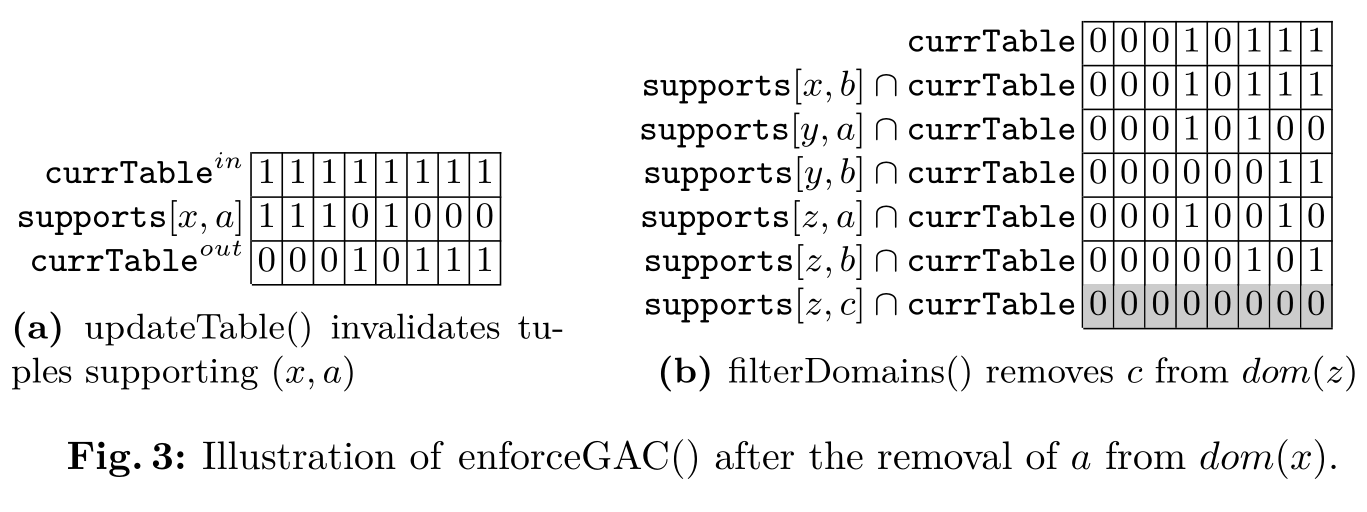 currTable^in 1 1 1 1 1 1 1 1
supports[x, a] 1 1 1 0 1 0 0 0
currTable^out 0 0 0 1 0 1 1 1
(a) updateTable() invalidates tu-
ples supporting (x, a)
currTable 0 0 0 1 0 1 1 1
supports[x, b] ∩ currTable 0 0 0 1 0 1 1 1
supports[y, a] ∩ currTable 0 0 0 1 0 1 0 0
supports[y, b] ∩ currTable 0 0 0 0 0 0 1 1
supports[z, a] ∩ currTable 0 0 0 1 0 0 1 0
supports[z, b] ∩ currTable 0 0 0 0 0 1 0 1
supports[z, c] ∩ currTable 0 0 0 0 0 0 0 0
(b) filterDomains() removes c from dom(z)
Fig. 3: Illustration of enforceGAC() after the removal of a from dom(x).